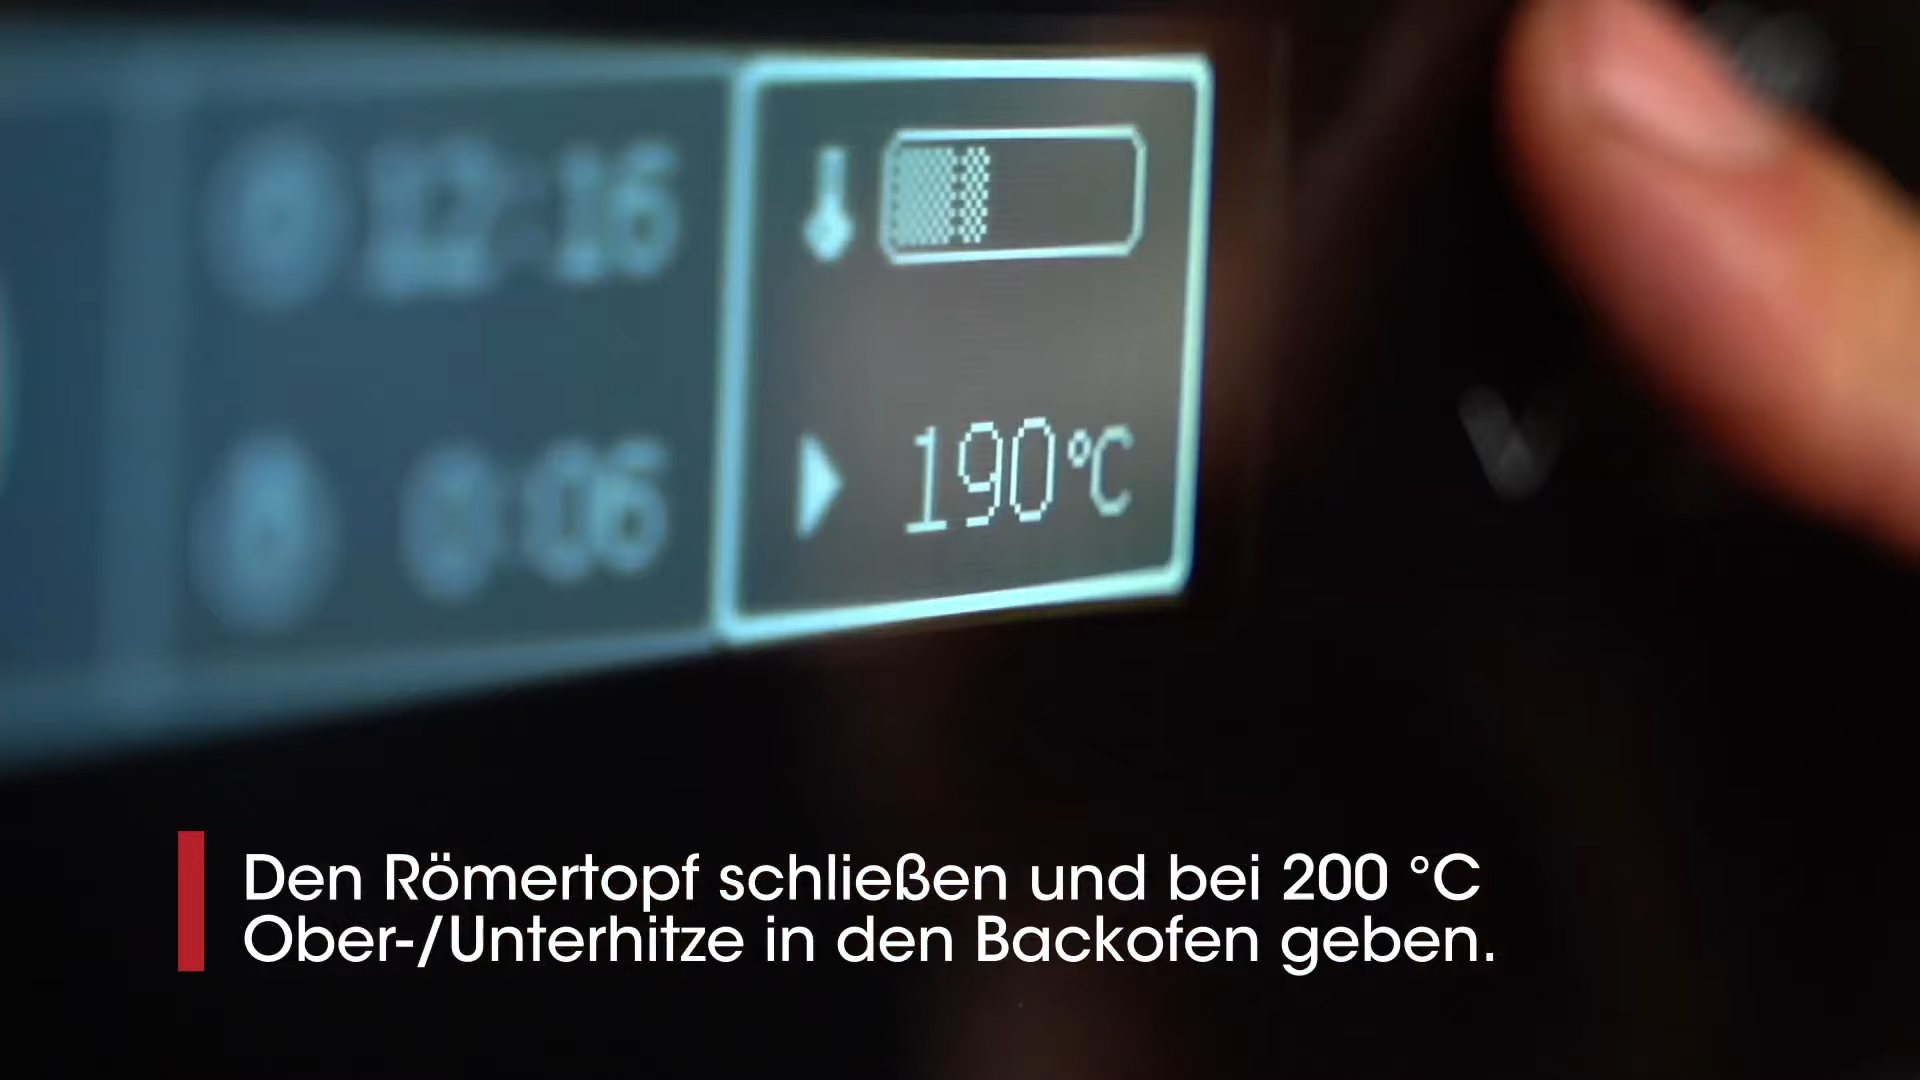 12:16
0:06
190°C
Den Römertopf schließen und bei 200 °C
Ober-/Unterhitze in den Backofen geben.